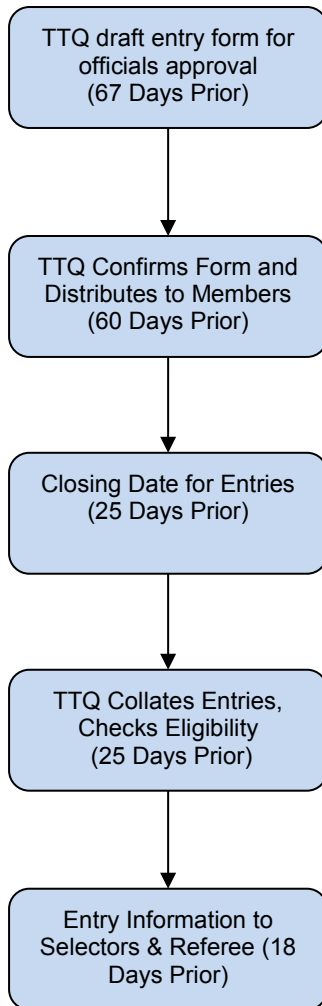 TTQ draft entry form for
officials approval
(67 Days Prior)
TTQ Confirms Form and
Distributes to Members
(60 Days Prior)
Closing Date for Entries
(25 Days Prior)
TTQ Collates Entries,
Checks Eligibility
(25 Days Prior)
Entry Information to
Selectors & Referee (18
Days Prior)